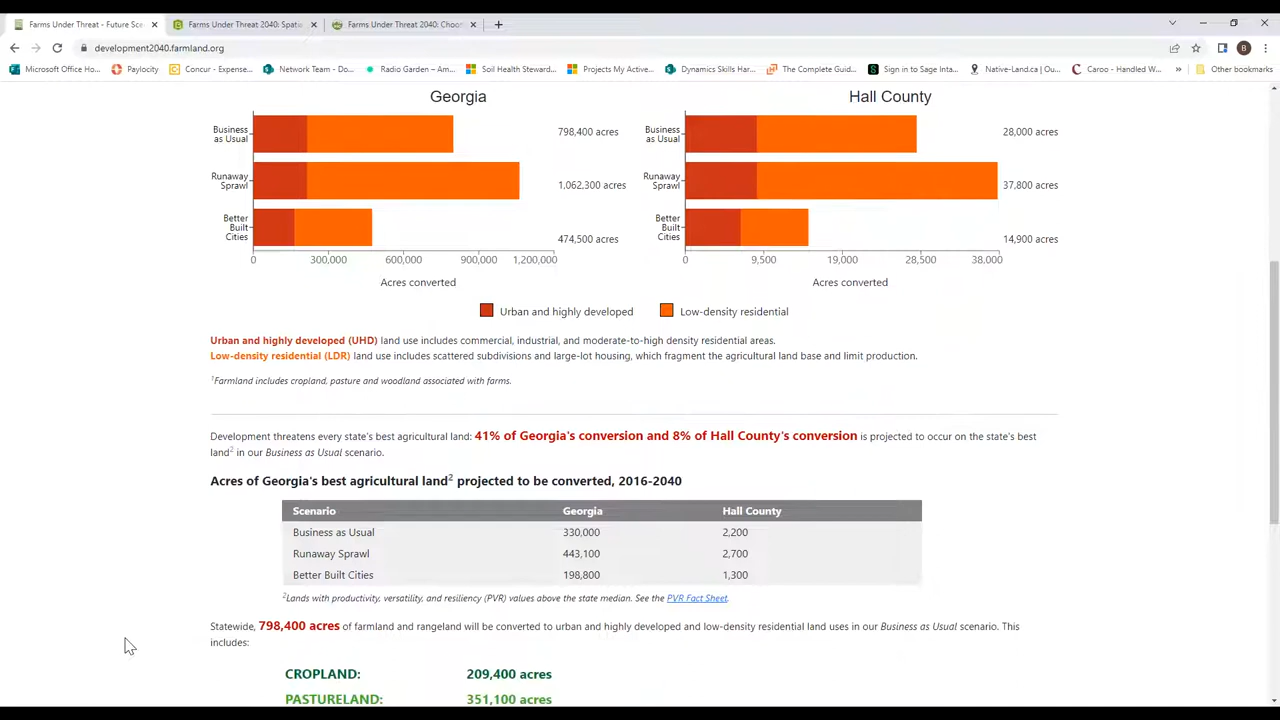 Farms Under Threat - Future Sce
Farms Under Threat 2040: Spati
Farms Under Threat 2040: Choo
development2040.farmland.org
B
Microsoft Office Ho... Paylocity Concur - Expense... Network Team - Do... Radio Garden – Am... Soil Health Steward... Projects My Active... Dynamics Skills Har... The Complete Guid... Sign in to Sage Inta... Native-Land.ca | Ou... Caroo - Handled W... » Other bookmarks
Georgia
Business as Usual
798,400 acres
Runaway Sprawl
1,062,300 acres
Better Built Cities
474,500 acres
0 300,000 600,000 900,000 1,200,000
Acres converted
Hall County
Business as Usual
28,000 acres
Runaway Sprawl
37,800 acres
Better Built Cities
14,900 acres
0 9,500 19,000 28,500 38,000
Acres converted
Urban and highly developed Low-density residential
Urban and highly developed (UHD) land use includes commercial, industrial, and moderate-to-high density residential areas.
Low-density residential (LDR) land use includes scattered subdivisions and large-lot housing, which fragment the agricultural land base and limit production.
1Farmland includes cropland, pasture and woodland associated with farms.
Development threatens every state's best agricultural land: 41% of Georgia's conversion and 8% of Hall County's conversion is projected to occur on the state's best
land2 in our Business as Usual scenario.
Acres of Georgia's best agricultural land2 projected to be converted, 2016-2040
Scenario Georgia Hall County
Business as Usual 330,000 2,200
Runaway Sprawl 443,100 2,700
Better Built Cities 198,800 1,300
2Lands with productivity, versatility, and resiliency (PVR) values above the state median. See the PVR Fact Sheet.
Statewide, 798,400 acres of farmland and rangeland will be converted to urban and highly developed and low-density residential land uses in our Business as Usual scenario. This
includes:
CROPLAND: 209,400 acres
PASTURELAND: 351,100 acres